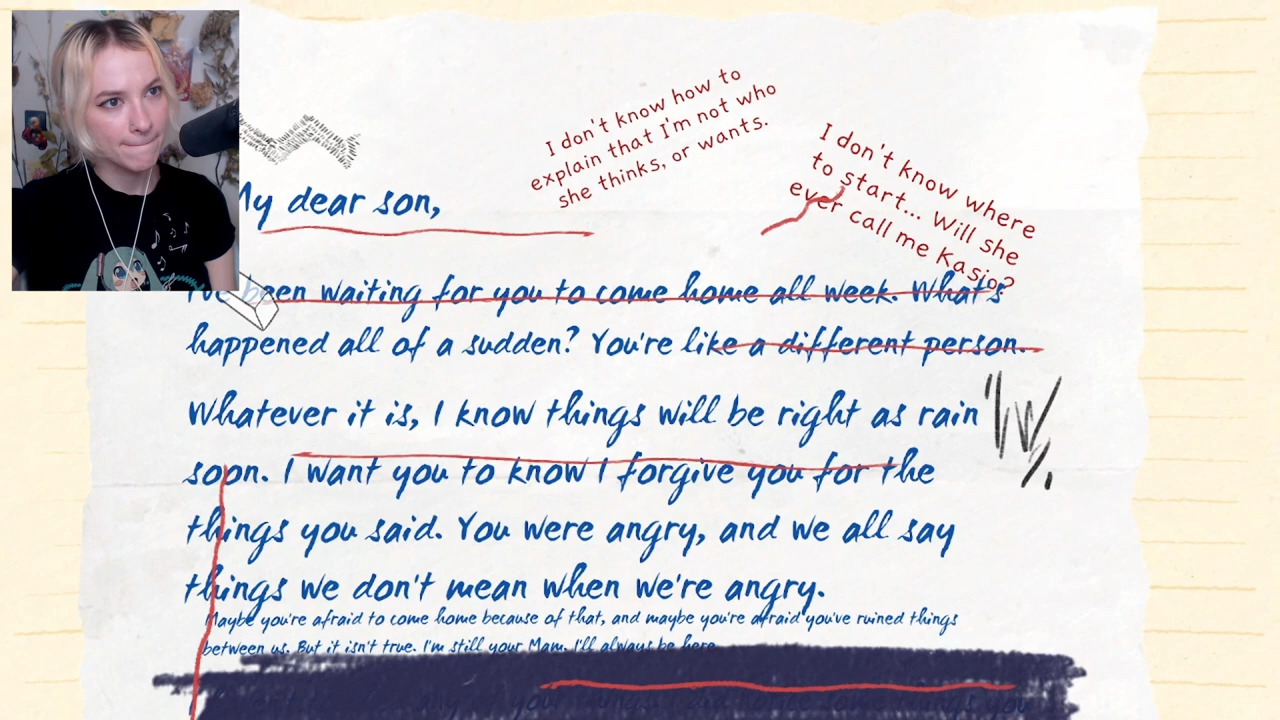 I don't know how to
explain that I'm not who
she thinks, or wants.
I don't know where
to start... Will she
ever call me Kasio?
My dear son,
I've been waiting for you to come home all week. What's
happened all of a sudden? You're like a different person.
Whatever it is, I know things will be right as rain
soon. I want you to know I forgive you for the
things you said. You were angry, and we all say
things we don't mean when we're angry.
Maybe you're afraid to come home because of that, and maybe you're afraid you've ruined things
between us. But it isn't true. I'm still your Mam. I'll always be here